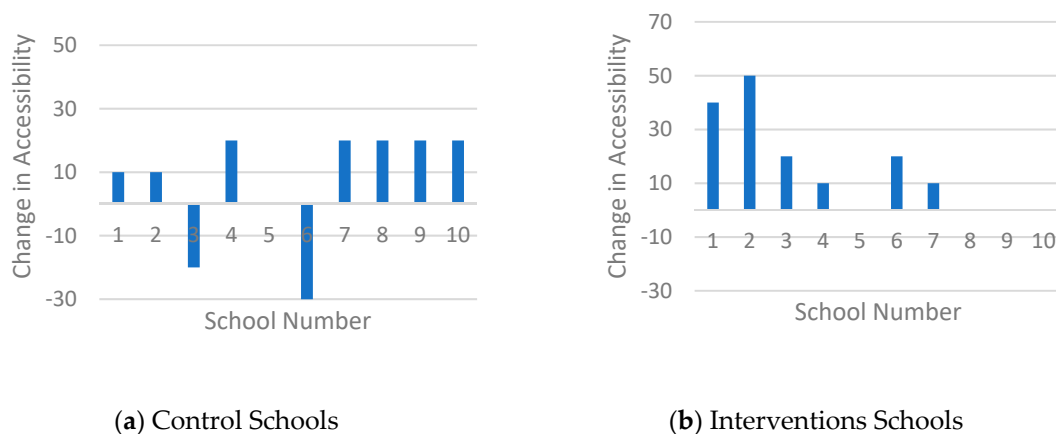 Change in Accessibility
50
30
10
-10
-30
1 2 3 4 5 6 7 8 9 10
School Number
(a) Control Schools
Change in Accessibility
70
50
30
10
-10
-30
1 2 3 4 5 6 7 8 9 10
School Number
(b) Interventions Schools